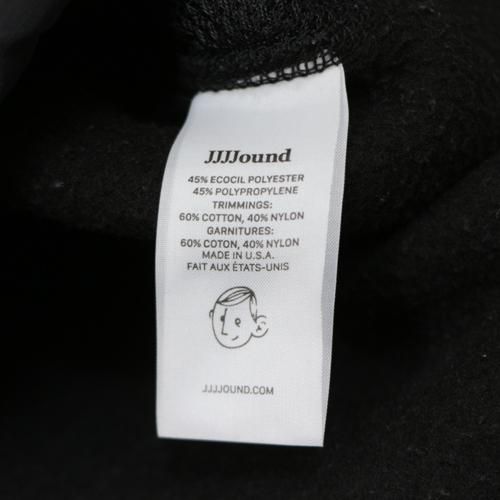 JJJJound
45% ECOCIL POLYESTER
45% POLYPROPYLENE
TRIMMINGS:
60% COTTON, 40% NYLON
GARNITURES:
60% COTON, 40% NYLON
MADE IN U.S.A.
FAIT AUX ÉTATS-UNIS
JJJJOUND.COM